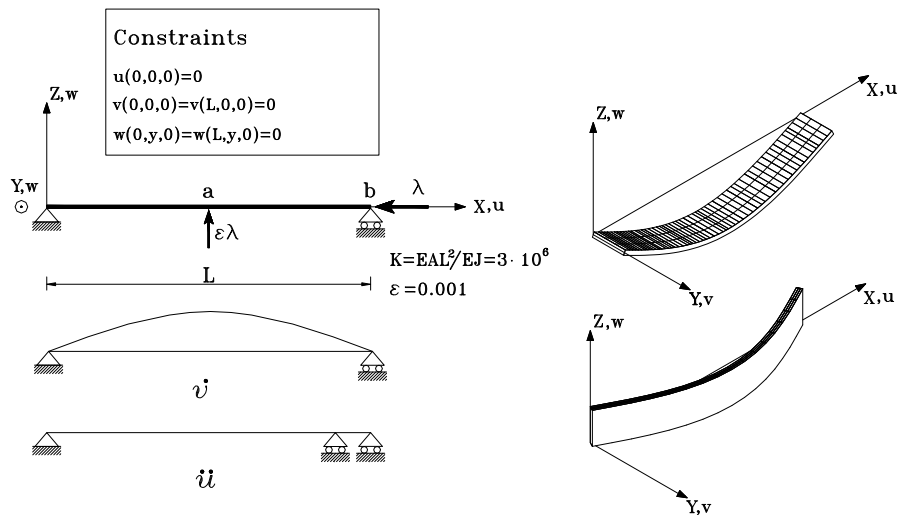 Constraints
u(0,0,0)=0
v(0,0,0)=v(L,0,0)=0
w(0,y,0)=w(L,y,0)=0
Z,w
Y,w
a
b
λ
X,u
ελ
L
K=EAL²/EJ=3· 10⁶
ε=0.001
v̇
ü
Z,w
X,u
Y,v
Z,w
X,u
Y,v